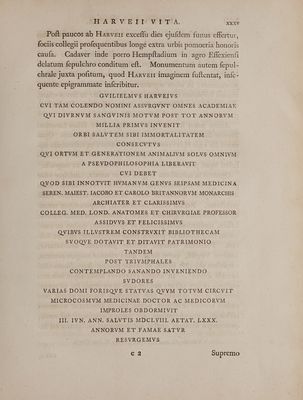 HARVEII VITA. xxxv
Post paucos ab HARVEII excessu dies ejusdem funus effertur,
sociis collegii prosequentibus longè extra urbis pomoeria honoris
causa. Cadaver inde porro Hempstadium in agro Essexiensi
delatum sepulchro conditum est. Monumentum autem sepul-
chrale juxta positum, quod HARVEII imaginem sustentat, inse-
quente epigrammate inscribitur.
GVILIELMVS HARVEIVS
CVI TAM COLENDO NOMINI ASSVRGVNT OMNES ACADEMIAE
QVI DIVRNVM SANGVINIS MOTVM POST TOT ANNORVM
MILLIA PRIMVS INVENIT
ORBI SALVTEM SIBI IMMORTALITATEM
CONSECVTVS
QVI ORTVM ET GENERATIONEM ANIMALIVM SOLVS OMNIVM
A PSEUDOPHILOSOPHIA LIBERAVIT
CVI DEBET
QVOD SIBI INNOTVIT HVMANVM GENVS SEIPSAM MEDICINA
SEREN. MAIEST. IACOBO ET CAROLO BRITANNORVM MONARCHIS
ARCHIATER ET CLARISSIMVS
COLLEG. MED. LOND. ANATOMES ET CHIRVRGIAE PROFESSOR
ASSIDVVS ET FELICISSIMVS
QVIBVS ILLVSTREM CONSTRVXIT BIBLIOTHECAM
SVOQVE DOTAVIT ET DITAVIT PATRIMONIO
TANDEM
POST TRIVMPHALES
CONTEMPLANDO SANANDO INVENIENDO
SVDORES
VARIAS DOMI FORISQVE STATVAS QVVM TOTVM CIRCVIT
MICROCOSMVM MEDICINAE DOCTOR AC MEDICORVM
IMPROLES OBDORMIVIT
III. IVN. ANN. SALVTIS MDCLVIII. AETAT. LXXX.
ANNORVM ET FAMAE SATVR
RESVRGEMVS
c 2 Supremo